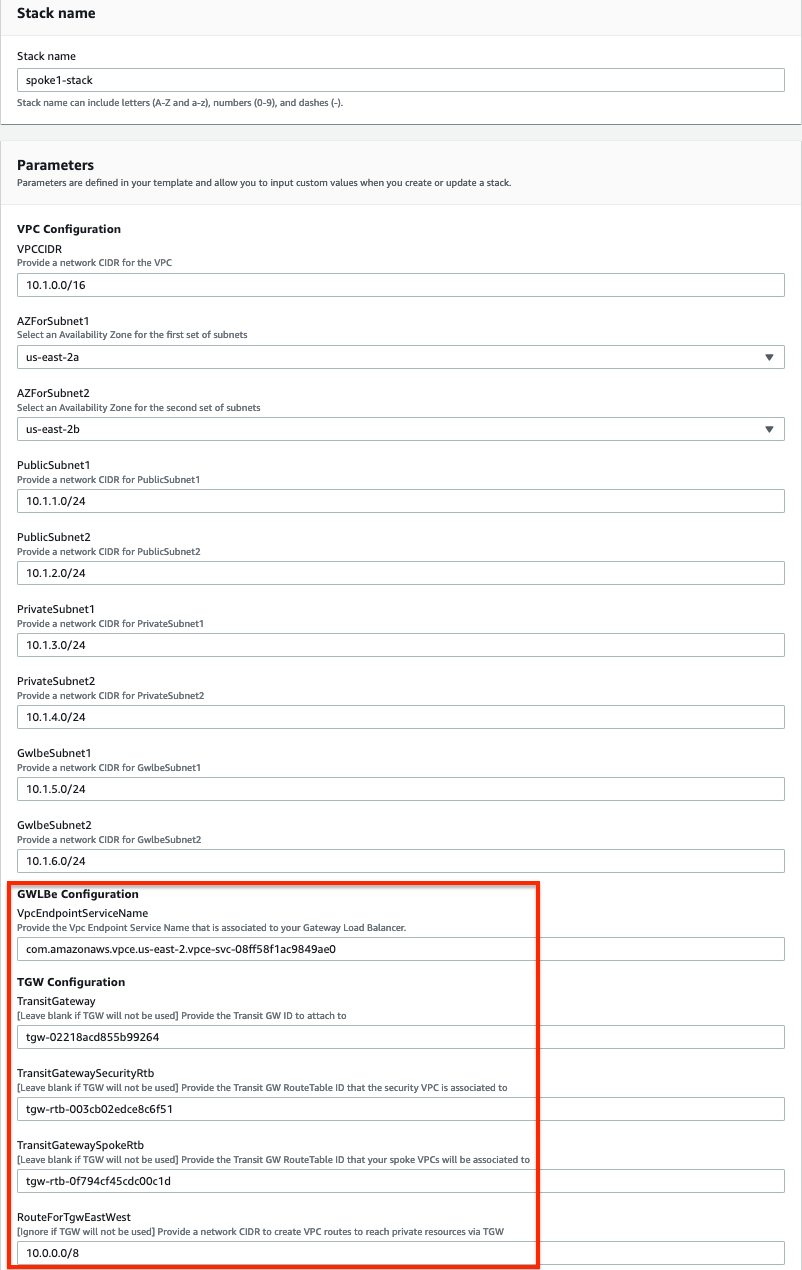 Stack name
Stack name
spoke1-stack
Stack name can include letters (A-Z and a-z), numbers (0-9), and dashes (-).
Parameters
Parameters are defined in your template and allow you to input custom values when you create or update a stack.
VPC Configuration
VPCCIDR
Provide a network CIDR for the VPC
10.1.0.0/16
AZForSubnet1
Select an Availability Zone for the first set of subnets
us-east-2a
AZForSubnet2
Select an Availability Zone for the second set of subnets
us-east-2b
PublicSubnet1
Provide a network CIDR for PublicSubnet1
10.1.1.0/24
PublicSubnet2
Provide a network CIDR for PublicSubnet2
10.1.2.0/24
PrivateSubnet1
Provide a network CIDR for PrivateSubnet1
10.1.3.0/24
PrivateSubnet2
Provide a network CIDR for PrivateSubnet2
10.1.4.0/24
GwlbeSubnet1
Provide a network CIDR for GwlbeSubnet1
10.1.5.0/24
GwlbeSubnet2
Provide a network CIDR for GwlbeSubnet2
10.1.6.0/24
GWLBe Configuration
VpcEndpointServiceName
Provide the Vpc Endpoint Service Name that is associated to your Gateway Load Balancer.
com.amazonaws.vpce.us-east-2.vpce-svc-08ff58f1ac9849ae0
TGW Configuration
TransitGateway
[Leave blank if TGW will not be used] Provide the Transit GW ID to attach to
tgw-02218acd855b99264
TransitGatewaySecurityRtb
[Leave blank if TGW will not be used] Provide the Transit GW RouteTable ID that the security VPC is associated to
tgw-rtb-003cb02edce8c6f51
TransitGatewaySpokeRtb
[Leave blank if TGW will not be used] Provide the Transit GW RouteTable ID that your spoke VPCs will be associated to
tgw-rtb-0f794cf45cdc00c1d
RouteForTgwEastWest
[Ignore if TGW will not be used] Provide a network CIDR to create VPC routes to reach private resources via TGW
10.0.0.0/8